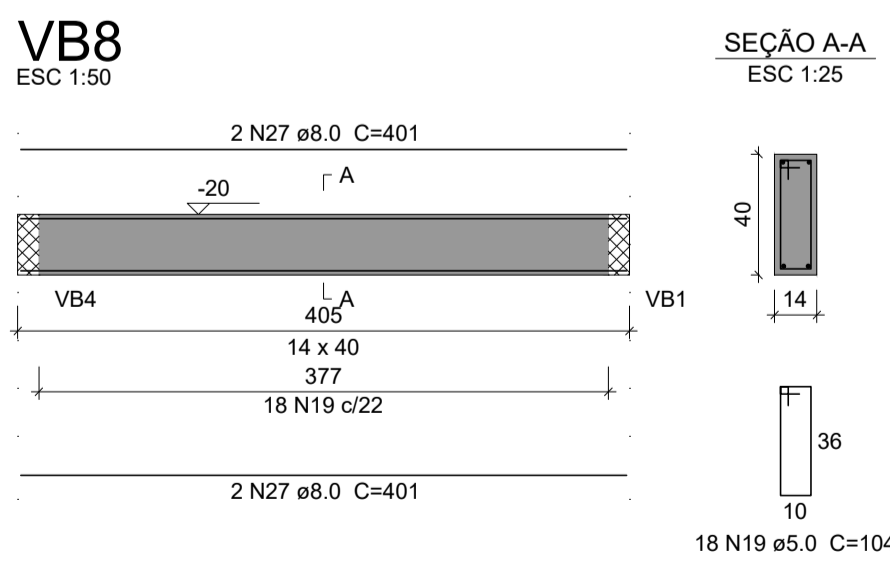 VB8
ESC 1:50
SEÇÃO A-A
ESC 1:25
2 N27 ø8.0 C=401
A
-20
40
A
VB4
VB1
14
405
14 x 40
377
18 N19 c/22
36
2 N27 ø8.0 C=401
10
18 N19 ø5.0 C=104